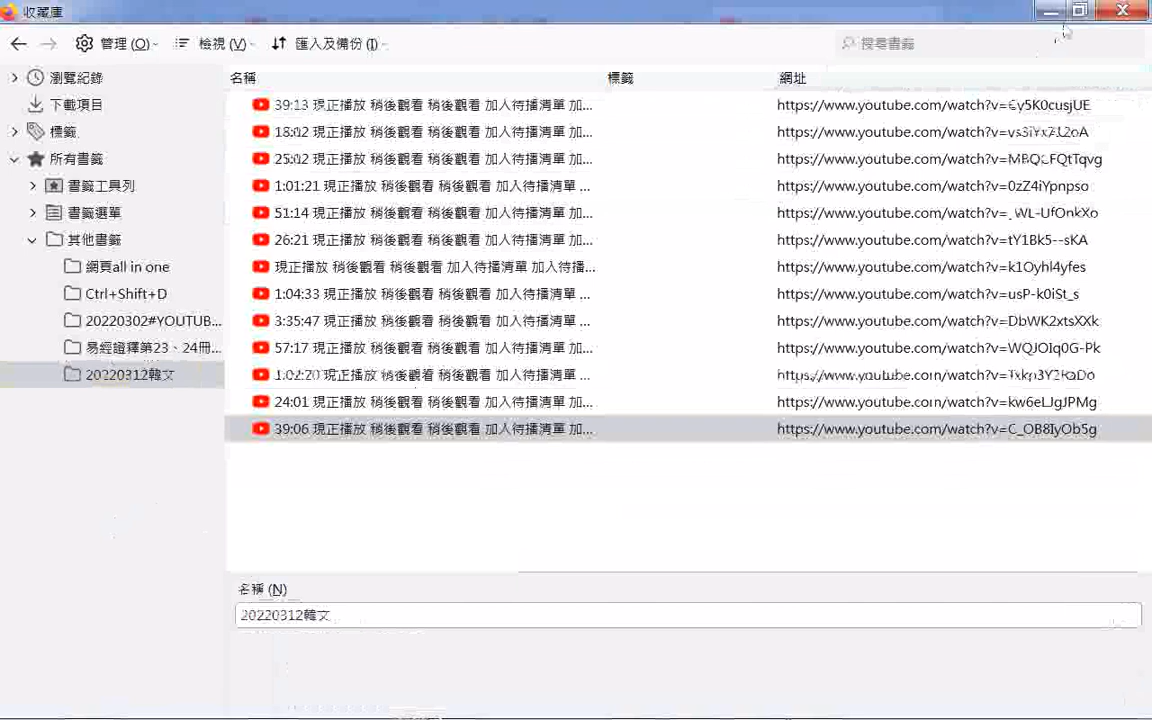 收藏庫
管理 (O) 檢視 (V) 匯入及備份 (I) 搜尋書籤
名稱 標籤 網址
瀏覽紀錄
下載項目
標籤
所有書籤
書籤工具列
書籤選單
其他書籤
網頁all in one
Ctrl+Shift+D
20220302#YOUTUB...
易經證釋第23、24冊...
20220312韓文
39:13 現正播放 稍後觀看 稍後觀看 加入待播清單 加... https://www.youtube.com/watch?v=Cy5K0cusjUE
18:02 現正播放 稍後觀看 稍後觀看 加入待播清單 加...
25:02 現正播放 稍後觀看 稍後觀看 加入待播清單 加...
1:01:21 現正播放 稍後觀看 稍後觀看 加入待播清單 ... https://www.youtube.com/watch?v=0zZ4iYpnpso
51:14 現正播放 稍後觀看 稍後觀看 加入待播清單 加... https://www.youtube.com/watch?v=_WL-UfOnkXo
26:21 現正播放 稍後觀看 稍後觀看 加入待播清單 加... https://www.youtube.com/watch?v=tY1Bk5--sKA
現正播放 稍後觀看 稍後觀看 加入待播清單 加入待播... https://www.youtube.com/watch?v=k1Oyhl4yfes
1:04:33 現正播放 稍後觀看 稍後觀看 加入待播清單 ... https://www.youtube.com/watch?v=usP-k0iSt_s
3:35:47 現正播放 稍後觀看 稍後觀看 加入待播清單 ... https://www.youtube.com/watch?v=DbWK2xtsXXk
57:17 現正播放 稍後觀看 稍後觀看 加入待播清單 加... https://www.youtube.com/watch?v=WQJOIq0G-Pk
1:02:20 現正播放 稍後觀看 稍後觀看 加入待播清單 ...
24:01 現正播放 稍後觀看 稍後觀看 加入待播清單 加... https://www.youtube.com/watch?v=kw6eLJgJPMg
39:06 現正播放 稍後觀看 稍後觀看 加入待播清單 加... https://www.youtube.com/watch?v=C_OB8IyOb5g
名稱 (N)
20220312韓文